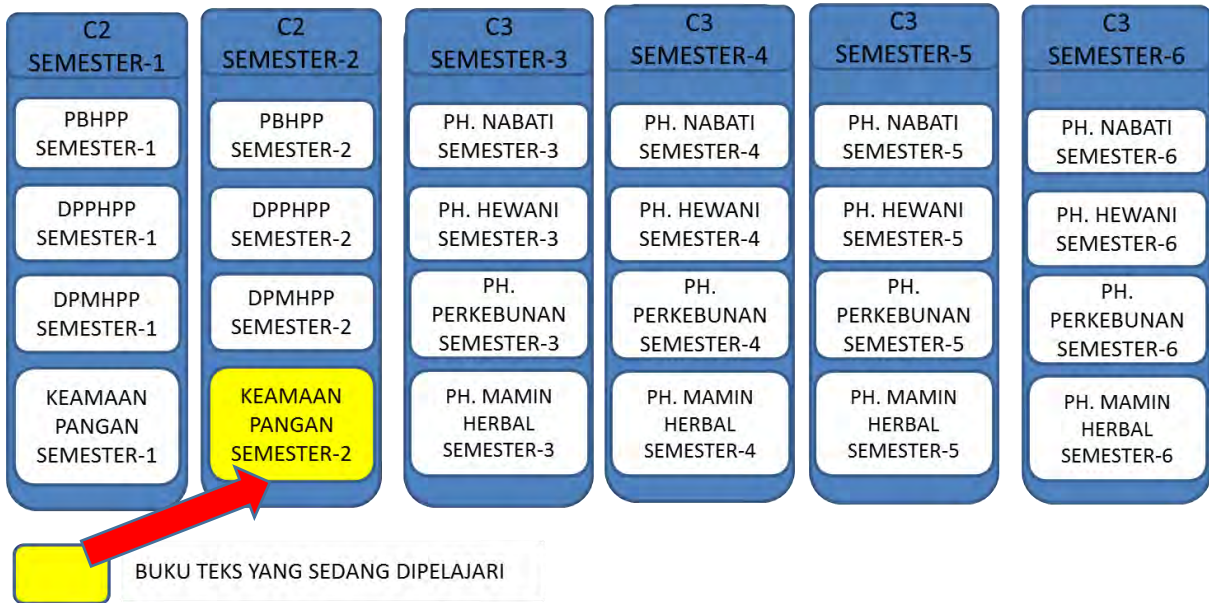 C2
SEMESTER-1
PBHPP
SEMESTER-1
DPPHPP
SEMESTER-1
DPMHPP
SEMESTER-1
KEAMAAN
PANGAN
SEMESTER-1
C2
SEMESTER-2
PBHPP
SEMESTER-2
DPPHPP
SEMESTER-2
DPMHPP
SEMESTER-2
KEAMAAN
PANGAN
SEMESTER-2
C3
SEMESTER-3
PH. NABATI
SEMESTER-3
PH. HEWANI
SEMESTER-3
PH.
PERKEBUNAN
SEMESTER-3
PH. MAMIN
HERBAL
SEMESTER-3
C3
SEMESTER-4
PH. NABATI
SEMESTER-4
PH. HEWANI
SEMESTER-4
PH.
PERKEBUNAN
SEMESTER-4
PH. MAMIN
HERBAL
SEMESTER-4
C3
SEMESTER-5
PH. NABATI
SEMESTER-5
PH. HEWANI
SEMESTER-5
PH.
PERKEBUNAN
SEMESTER-5
PH. MAMIN
HERBAL
SEMESTER-5
C3
SEMESTER-6
PH. NABATI
SEMESTER-6
PH. HEWANI
SEMESTER-6
PH.
PERKEBUNAN
SEMESTER-6
PH. MAMIN
HERBAL
SEMESTER-6
BUKU TEKS YANG SEDANG DIPELAJARI